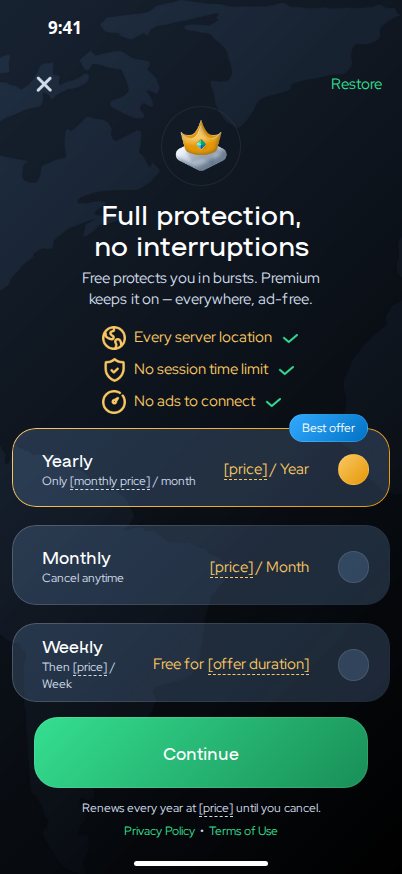 9:41
Restore
Full protection,
no interruptions
Free protects you in bursts. Premium
keeps it on — everywhere, ad-free.
Every server location
No session time limit
No ads to connect
Best offer
Yearly
Only [monthly price] / month
[price] / Year
Monthly
Cancel anytime
[price] / Month
Weekly
Then [price] /
Week
Free for [offer duration]
Continue
Renews every year at [price] until you cancel.
Privacy Policy • Terms of Use